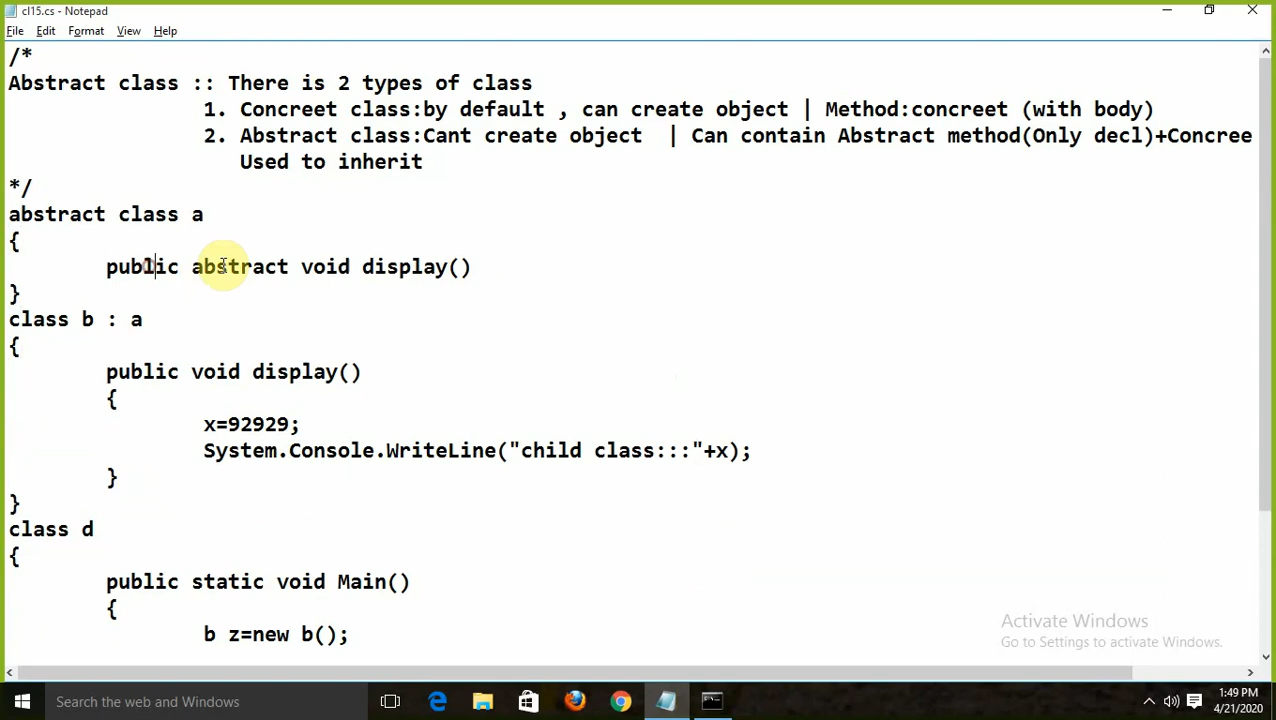 cl15.cs - Notepad
File Edit Format View Help
/*
Abstract class :: There is 2 types of class
1. Concreet class:by default , can create object | Method:concreet (with body)
2. Abstract class:Cant create object | Can contain Abstract method(Only decl)+Concree
Used to inherit
*/
abstract class a
{
public abstract void display()
}
class b : a
{
public void display()
{
x=92929;
System.Console.WriteLine("child class:::"+x);
}
}
class d
{
public static void Main()
{
b z=new b();
Activate Windows
Go to Settings to activate Windows.
Search the web and Windows
1:49 PM
4/21/2020